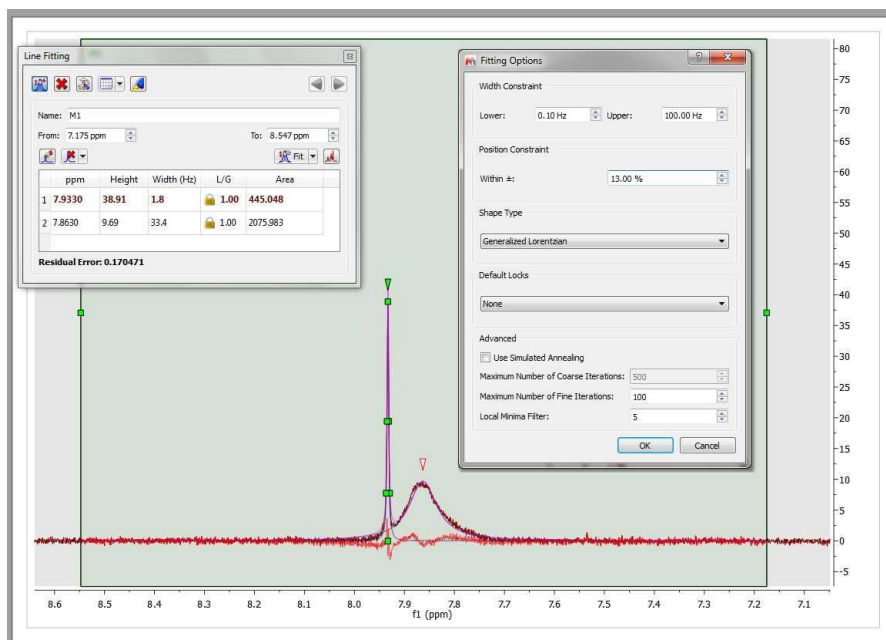 Line Fitting
Name: M1
From: 7.175 ppm To: 8.547 ppm
Fit
ppm Height Width (Hz) L/G Area
1 7.9330 38.91 1.8 1.00 445.048
2 7.8630 9.69 33.4 1.00 2075.983
Residual Error: 0.170471
Fitting Options
Width Constraint
Lower: 0.10 Hz Upper: 100.00 Hz
Position Constraint
Within ±: 13.00 %
Shape Type
Generalized Lorentzian
Default Locks
None
Advanced
Use Simulated Annealing
Maximum Number of Coarse Iterations: 500
Maximum Number of Fine Iterations: 100
Local Minima Filter: 5
OK Cancel
80
75
70
65
60
55
50
45
40
35
30
25
20
15
10
5
0
-5
8.6 8.5 8.4 8.3 8.2 8.1 8.0 7.9 7.8 7.7 7.6 7.5 7.4 7.3 7.2 7.1
f1 (ppm)